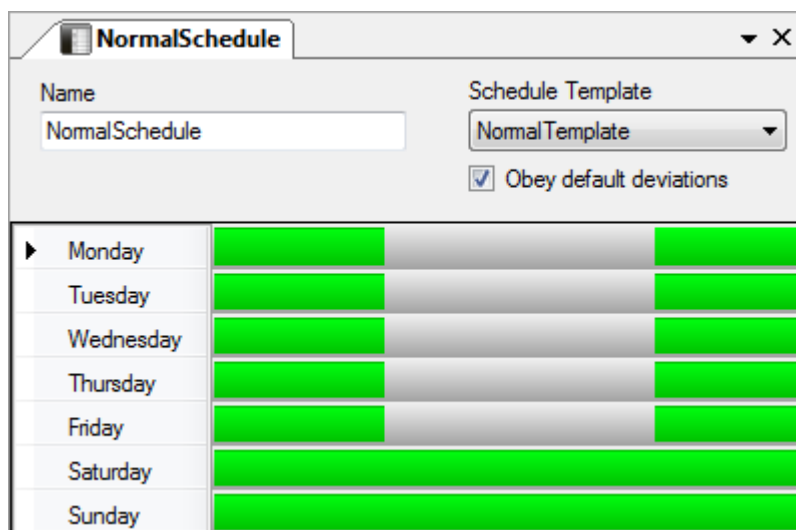 NormalSchedule
Name
NormalSchedule
Schedule Template
NormalTemplate
Obey default deviations
Monday
Tuesday
Wednesday
Thursday
Friday
Saturday
Sunday